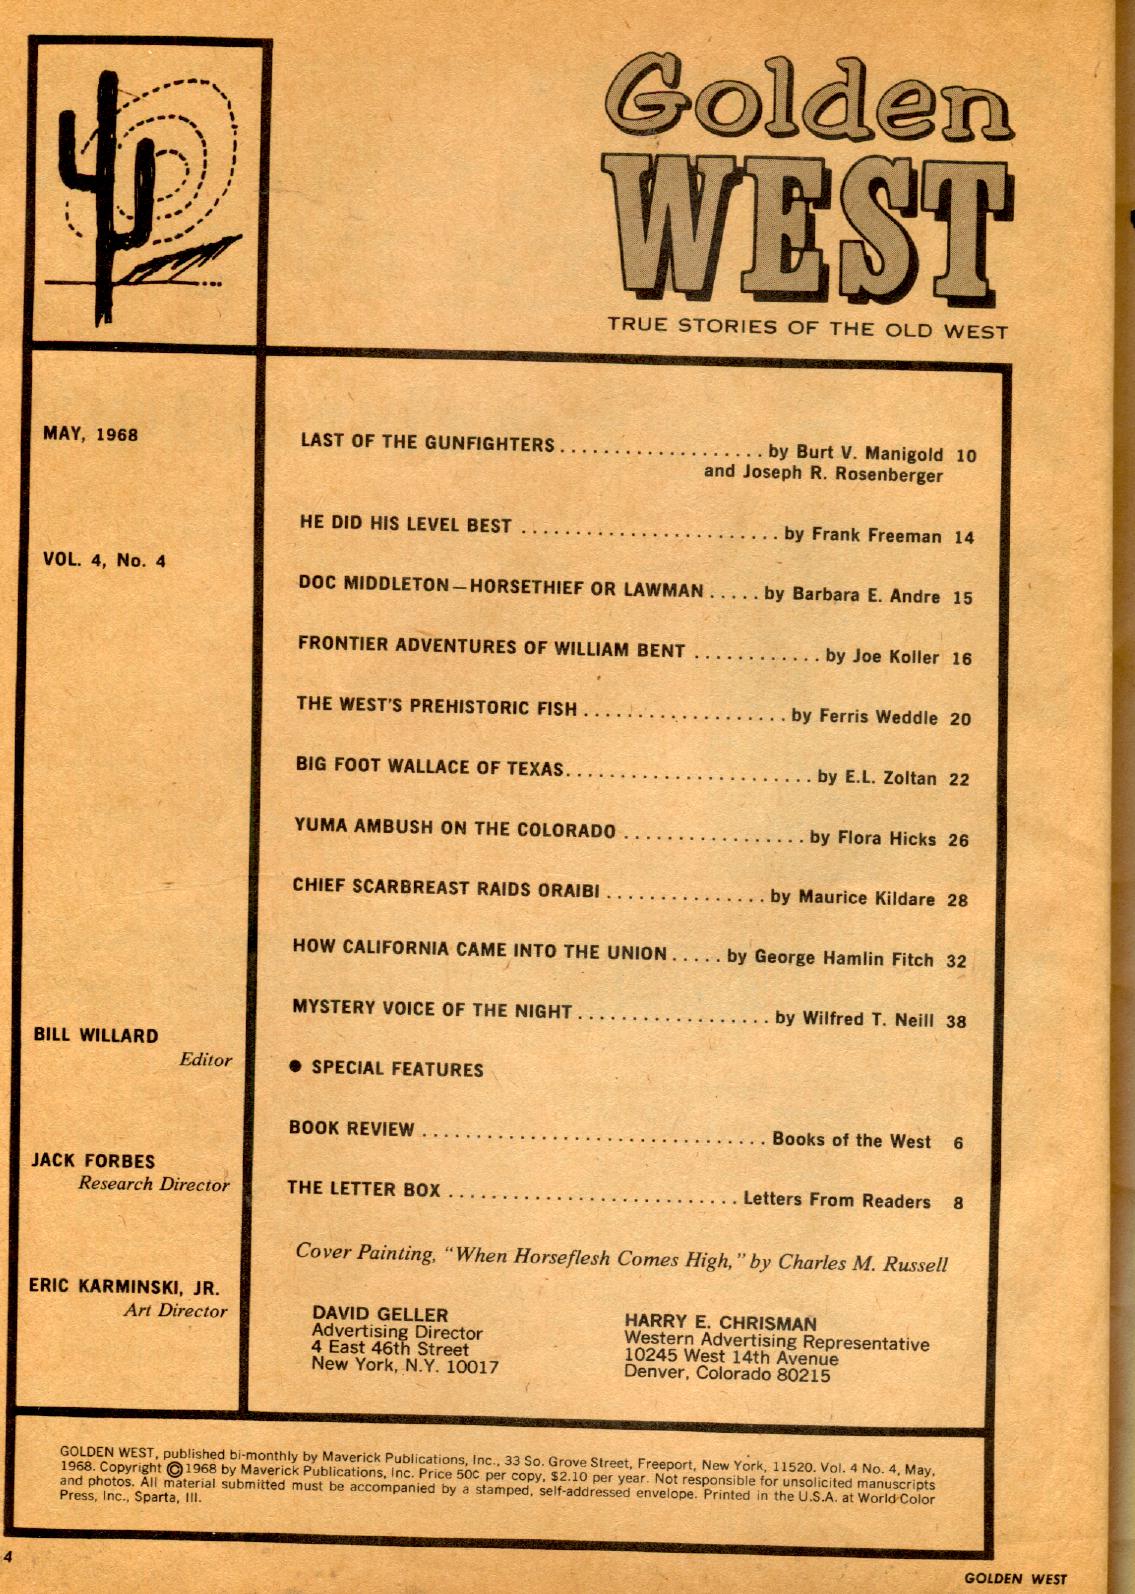 Golden
WEST
TRUE STORIES OF THE OLD WEST
MAY, 1968
VOL. 4, No. 4
BILL WILLARD
Editor
JACK FORBES
Research Director
ERIC KARMINSKI, JR.
Art Director
LAST OF THE GUNFIGHTERS.................... by Burt V. Manigold 10
and Joseph R. Rosenberger
HE DID HIS LEVEL BEST ......................... by Frank Freeman 14
DOC MIDDLETON—HORSETHIEF OR LAWMAN ..... by Barbara E. Andre 15
FRONTIER ADVENTURES OF WILLIAM BENT ............ by Joe Koller 16
THE WEST'S PREHISTORIC FISH.................... by Ferris Weddle 20
BIG FOOT WALLACE OF TEXAS........................ by E.L. Zoltan 22
YUMA AMBUSH ON THE COLORADO .................. by Flora Hicks 26
CHIEF SCARBREAST RAIDS ORAIBI ................ by Maurice Kildare 28
HOW CALIFORNIA CAME INTO THE UNION ..... by George Hamlin Fitch 32
MYSTERY VOICE OF THE NIGHT ................... by Wilfred T. Neill 38
● SPECIAL FEATURES
BOOK REVIEW .................................. Books of the West 6
THE LETTER BOX ............................. Letters From Readers 8
Cover Painting, "When Horseflesh Comes High," by Charles M. Russell
DAVID GELLER
Advertising Director
4 East 46th Street
New York, N.Y. 10017
HARRY E. CHRISMAN
Western Advertising Representative
10245 West 14th Avenue
Denver, Colorado 80215
GOLDEN WEST, published bi-monthly by Maverick Publications, Inc., 33 So. Grove Street, Freeport, New York, 11520. Vol. 4 No. 4, May,
1968. Copyright © 1968 by Maverick Publications, Inc. Price 50C per copy, $2.10 per year. Not responsible for unsolicited manuscripts
and photos. All material submitted must be accompanied by a stamped, self-addressed envelope. Printed in the U.S.A. at World Color
Press, Inc., Sparta, Ill.
4
GOLDEN WEST